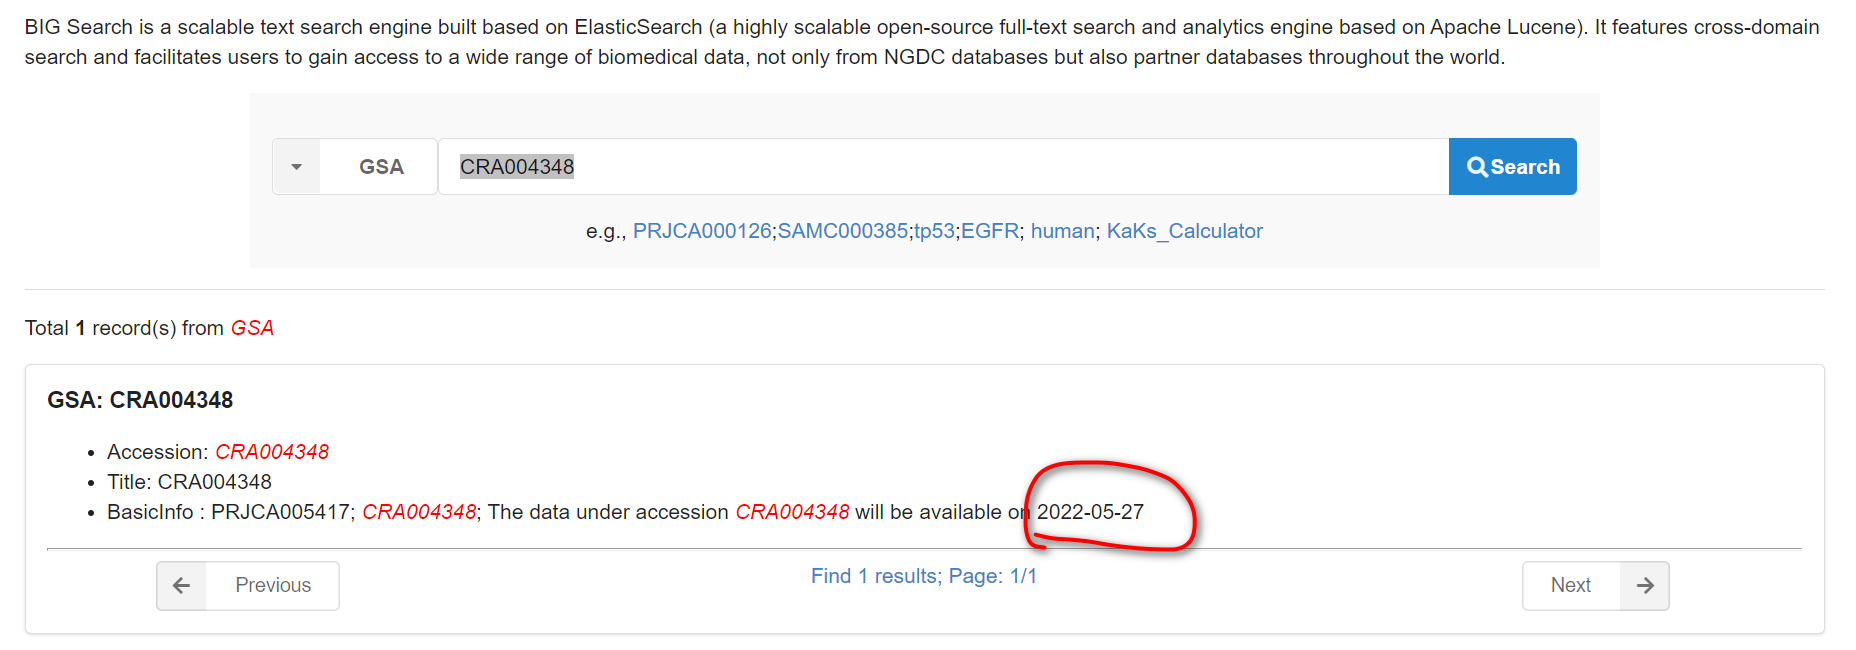 BIG Search is a scalable text search engine built based on ElasticSearch (a highly scalable open-source full-text search and analytics engine based on Apache Lucene). It features cross-domain
search and facilitates users to gain access to a wide range of biomedical data, not only from NGDC databases but also partner databases throughout the world.
GSA CRA004348 Search
e.g., PRJCA000126;SAMC000385;tp53;EGFR; human; KaKs_Calculator
Total 1 record(s) from GSA
GSA: CRA004348
• Accession: CRA004348
• Title: CRA004348
• BasicInfo : PRJCA005417; CRA004348; The data under accession CRA004348 will be available on 2022-05-27
Previous Find 1 results; Page: 1/1 Next